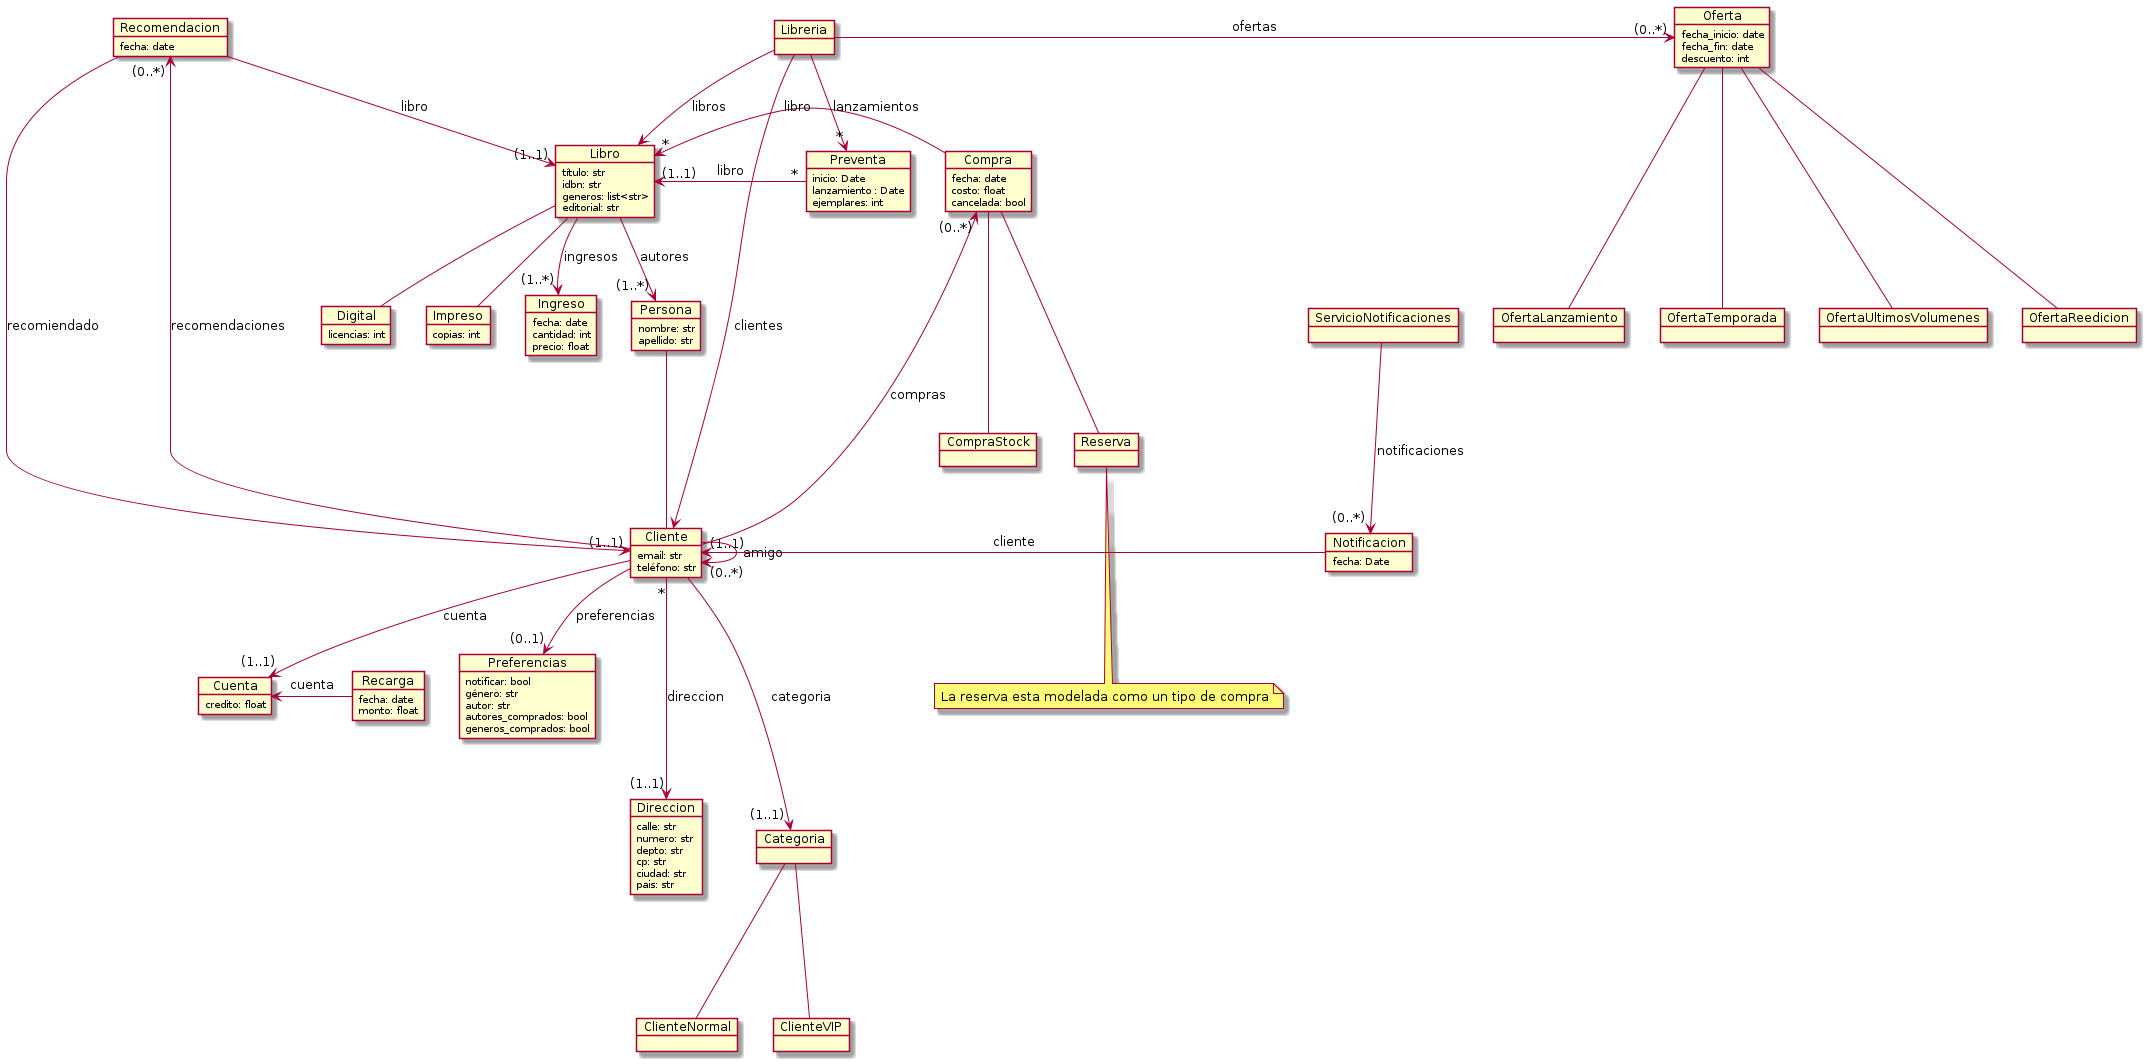 Recomendacion
fecha: date
Libreria
ofertas
(0..*)
Oferta
fecha_inicio: date
fecha_fin: date
descuento: int
(0..*)
libro
libros
libro
lanzamientos
*
*
(1..1)
Libro
título: str
idbn: str
generos: list<str>
editorial: str
(1..1)
libro
*
Preventa
inicio: Date
lanzamiento : Date
ejemplares: int
Compra
fecha: date
costo: float
cancelada: bool
(0..*)
ingresos
autores
(1..*)
(1..*)
Digital
licencias: int
Impreso
copias: int
Ingreso
fecha: date
cantidad: int
precio: float
Persona
nombre: str
apellido: str
ServicioNotificaciones
OfertaLanzamiento
OfertaTemporada
OfertaUltimosVolumenes
OfertaReedicion
recomiendado
recomendaciones
clientes
compras
CompraStock
Reserva
notificaciones
(0..*)
(1..1)
Cliente
email: str
teléfono: str
(1..1)
amigo
(0..*)
cliente
Notificacion
fecha: Date
*
cuenta
preferencias
(0..1)
(1..1)
Cuenta
credito: float
cuenta
Recarga
fecha: date
monto: float
Preferencias
notificar: bool
género: str
autor: str
autores_comprados: bool
generos_comprados: bool
direccion
categoria
La reserva esta modelada como un tipo de compra
(1..1)
Direccion
calle: str
numero: str
depto: str
cp: str
ciudad: str
pais: str
(1..1)
Categoria
ClienteNormal
ClienteVIP